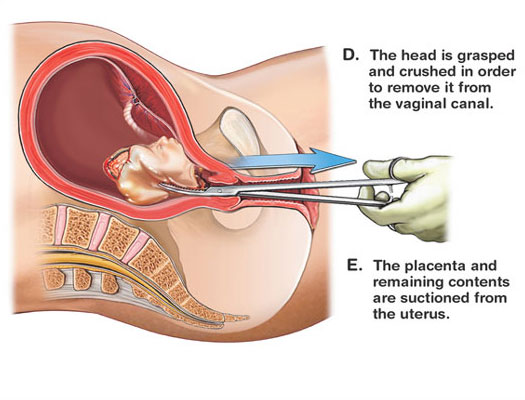 D. The head is grasped
and crushed in order
to remove it from
the vaginal canal.
E. The placenta and
remaining contents
are suctioned from
the uterus.